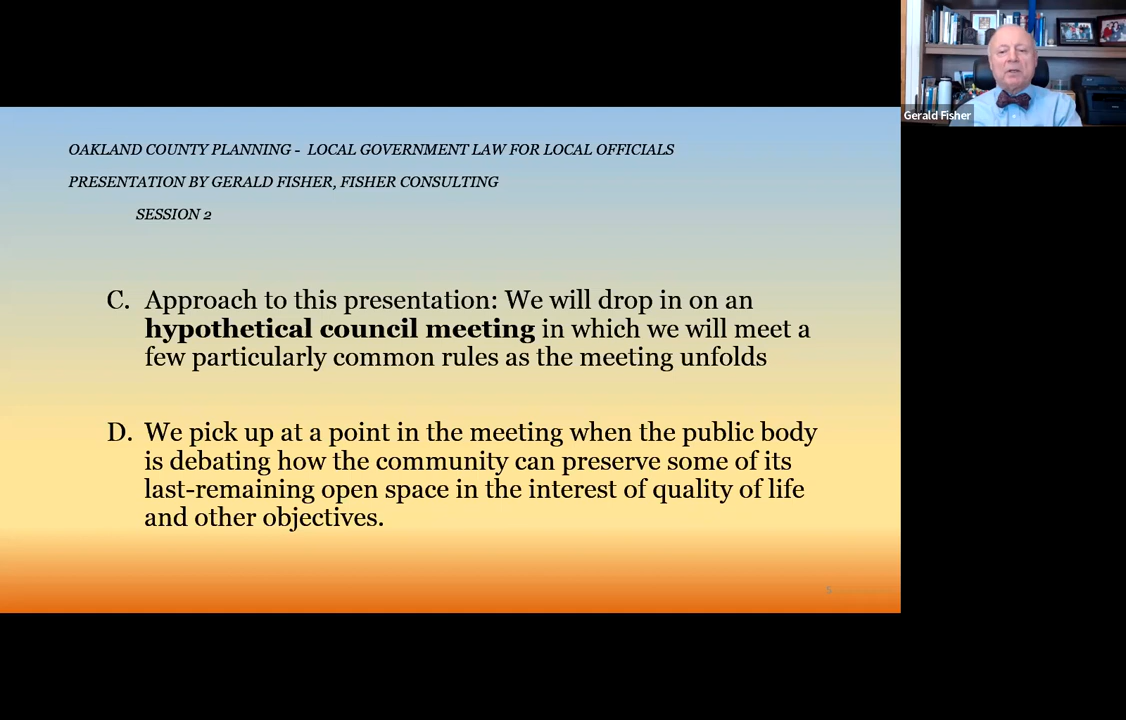 OAKLAND COUNTY PLANNING - LOCAL GOVERNMENT LAW FOR LOCAL OFFICIALS
PRESENTATION BY GERALD FISHER, FISHER CONSULTING
SESSION 2
C. Approach to this presentation: We will drop in on an
hypothetical council meeting in which we will meet a
few particularly common rules as the meeting unfolds
D. We pick up at a point in the meeting when the public body
is debating how the community can preserve some of its
last-remaining open space in the interest of quality of life
and other objectives.
5
Gerald Fisher